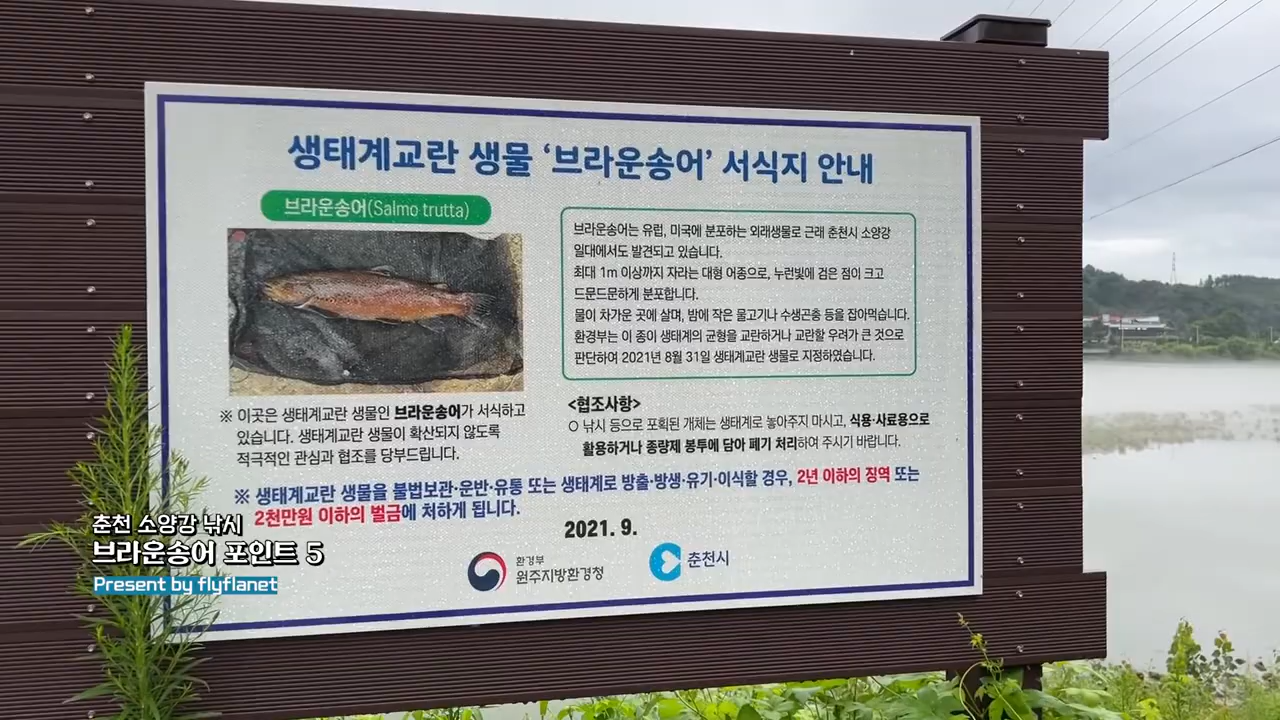 생태계교란 생물 ‘브라운송어’ 서식지 안내
브라운송어(Salmo trutta)
브라운송어는 유럽, 미국에 분포하는 외래생물로 근래 춘천시 소양강
일대에서도 발견되고 있습니다.
최대 1m 이상까지 자라는 대형 어종으로, 누런빛에 검은 점이 크고
드문드문하게 분포합니다.
물이 차가운 곳에 살며, 밤에 작은 물고기나 수생곤충 등을 잡아먹습니다.
환경부는 이 종이 생태계의 균형을 교란하거나 교란할 우려가 큰 것으로
판단하여 2021년 8월 31일 생태계교란 생물로 지정하였습니다.
※ 이곳은 생태계교란 생물인 브라운송어가 서식하고
있습니다. 생태계교란 생물이 확산되지 않도록
적극적인 관심과 협조를 당부드립니다.
<협조사항>
○ 낚시 등으로 포획된 개체는 생태계로 놓아주지 마시고, 식용·사료용으로
활용하거나 종량제 봉투에 담아 폐기 처리하여 주시기 바랍니다.
※ 생태계교란 생물을 불법보관·운반·유통 또는 생태계로 방출·방생·유기·이식할 경우, 2년 이하의 징역 또는
2천만원 이하의 벌금에 처하게 됩니다.
2021. 9.
환경부
원주지방환경청
춘천시
춘천 소양강 낚시
브라운송어 포인트 5
Present by flyflanet